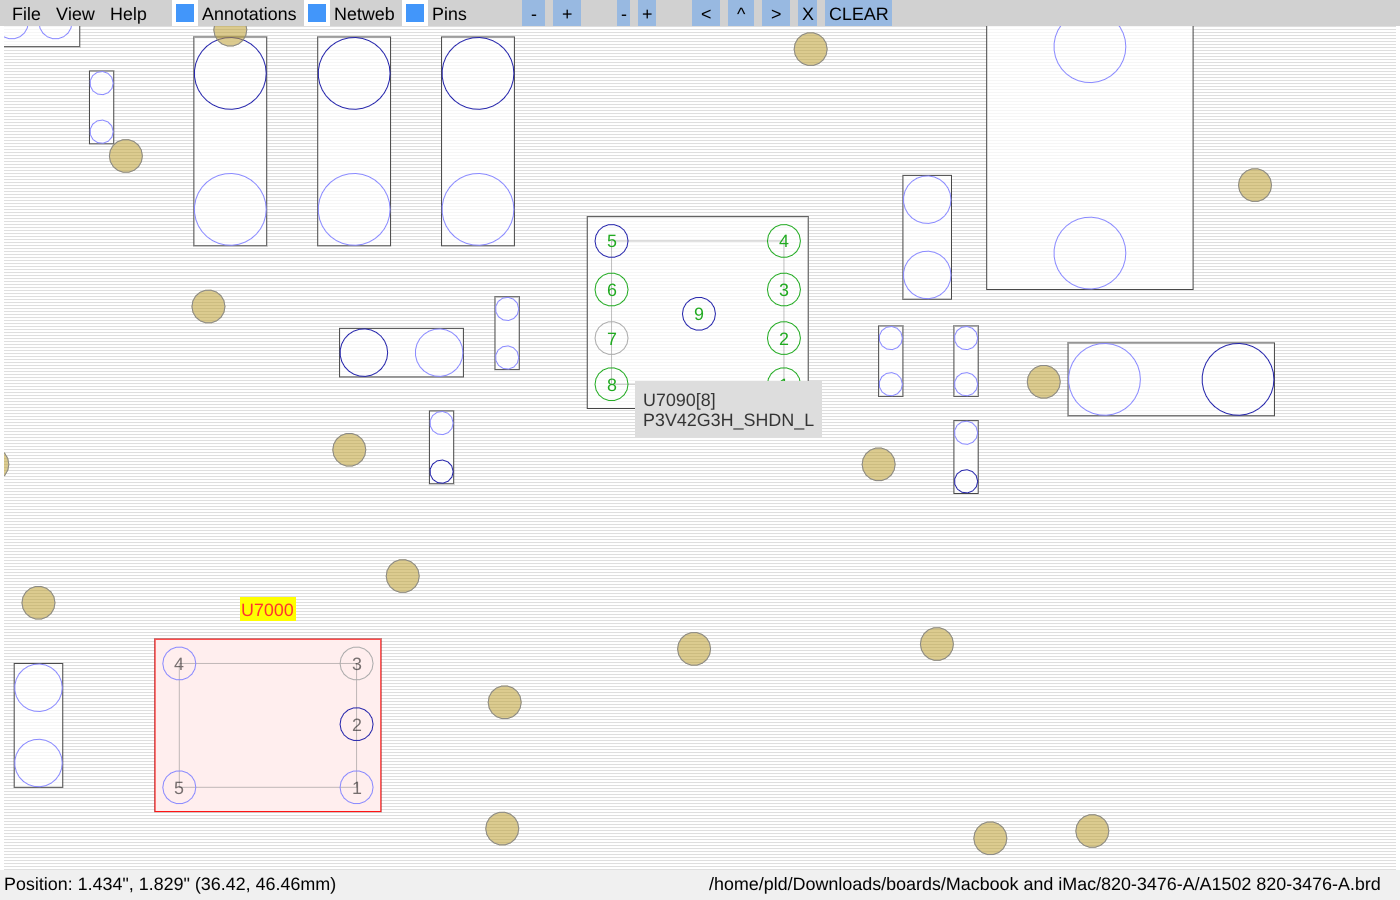 File View Help Annotations Netweb Pins - + - + < ^ > X CLEAR
5 4
6 3
9
7 2
8 1
U7090[8]
P3V42G3H_SHDN_L
U7000
4 3
2
5 1
Position: 1.434", 1.829" (36.42, 46.46mm) /home/pld/Downloads/boards/Macbook and iMac/820-3476-A/A1502 820-3476-A.brd